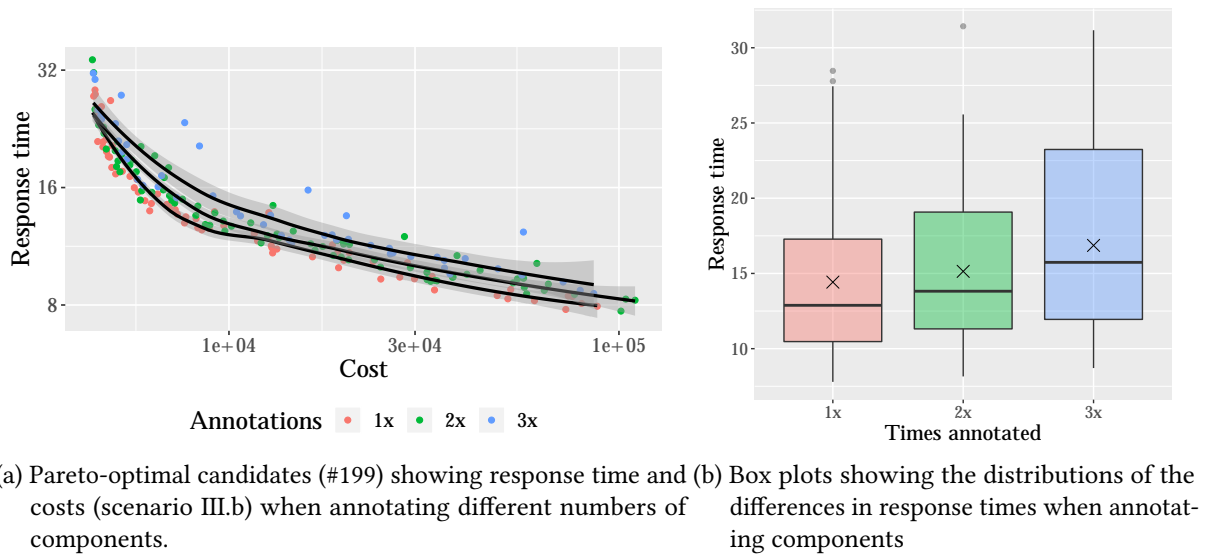 32
16
8
Response time
1e+04
3e+04
1e+05
Cost
Annotations 1x 2x 3x
30
25
20
15
10
Response time
1x 2x 3x
Times annotated
a) Pareto-optimal candidates (#199) showing response time and
costs (scenario III.b) when annotating different numbers of
components.
(b) Box plots showing the distributions of the
differences in response times when annotat-
ing components